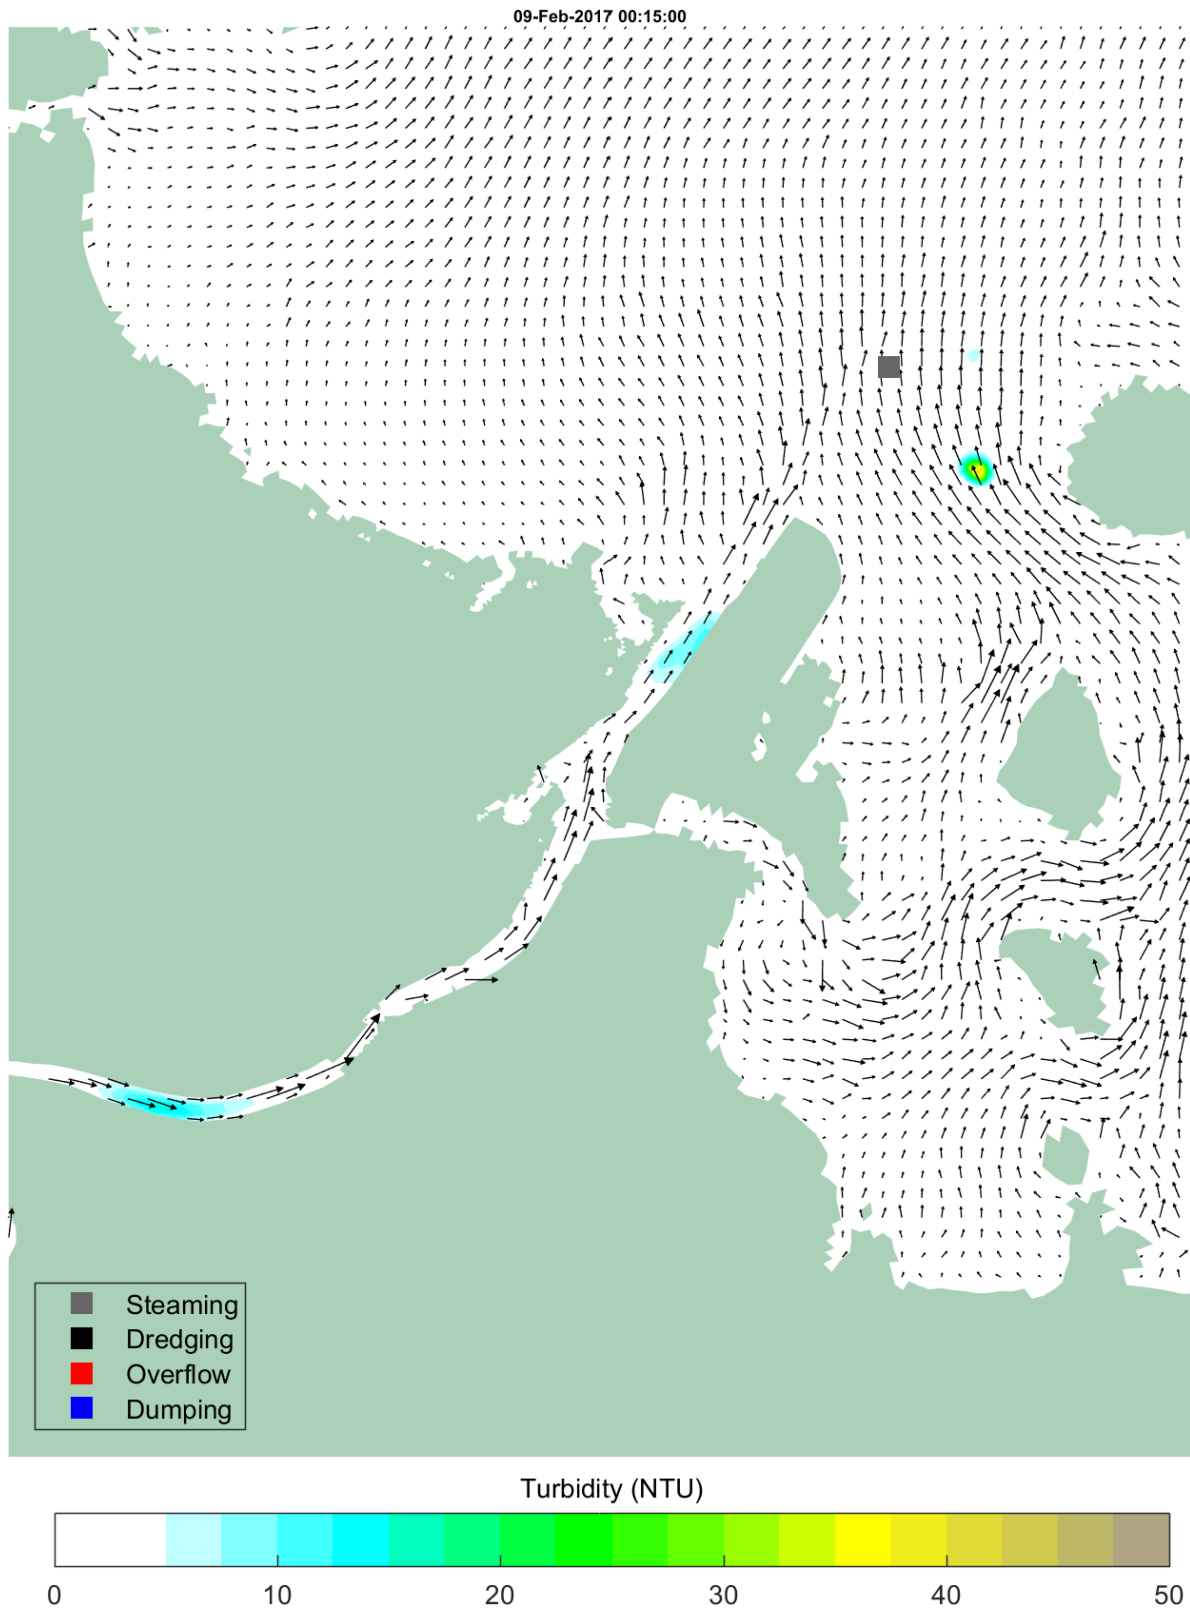 09-Feb-2017 00:15:00
Steaming
Dredging
Overflow
Dumping
Turbidity (NTU)
0 10 20 30 40 50